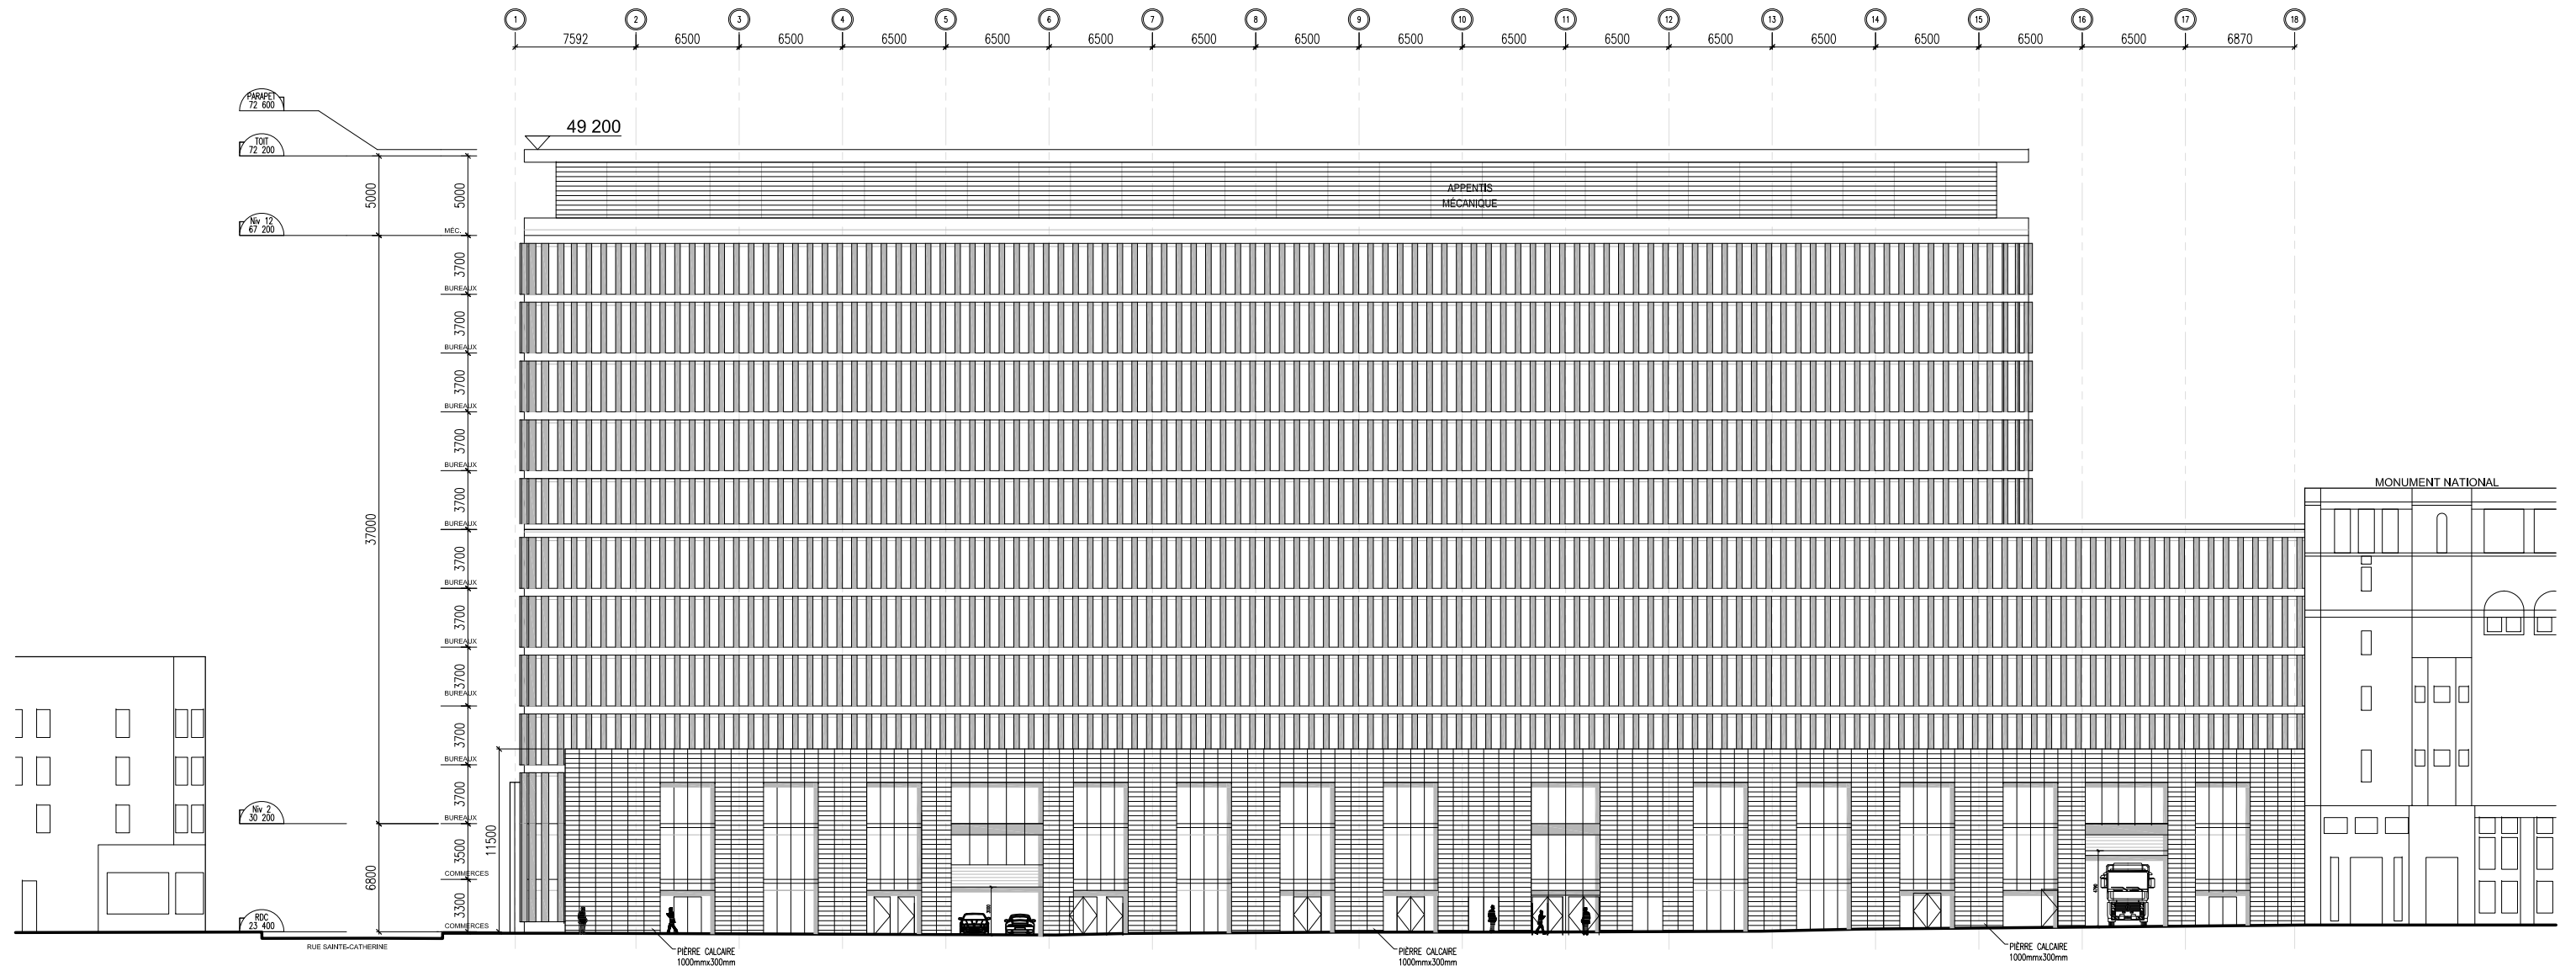 1 2 3 4 5 6 7 8 9 10 11 12 13 14 15 16 17 18
7592 6500 6500 6500 6500 6500 6500 6500 6500 6500 6500 6500 6500 6500 6500 6500 6870
PARAPET
72 600
49 200
TOIT
72 200
5000 5000
APPENTIS
MÉCANIQUE
Niv 12
67 200
MÉC.
3700
BUREAUX
3700
BUREAUX
3700
BUREAUX
3700
BUREAUX
MONUMENT NATIONAL
3700
BUREAUX
37000
3700
BUREAUX
3700
BUREAUX
3700
BUREAUX
3700
BUREAUX
3700
Niv 2
30 200
BUREAUX
11500
3500
COMMERCES
6800
3300
RDC
23 400
COMMERCES
RUE SAINTE-CATHERINE
PIÈRRE CALCAIRE
1000mmx300mm
PIÈRRE CALCAIRE
1000mmx300mm
PIÈRRE CALCAIRE
1000mmx300mm